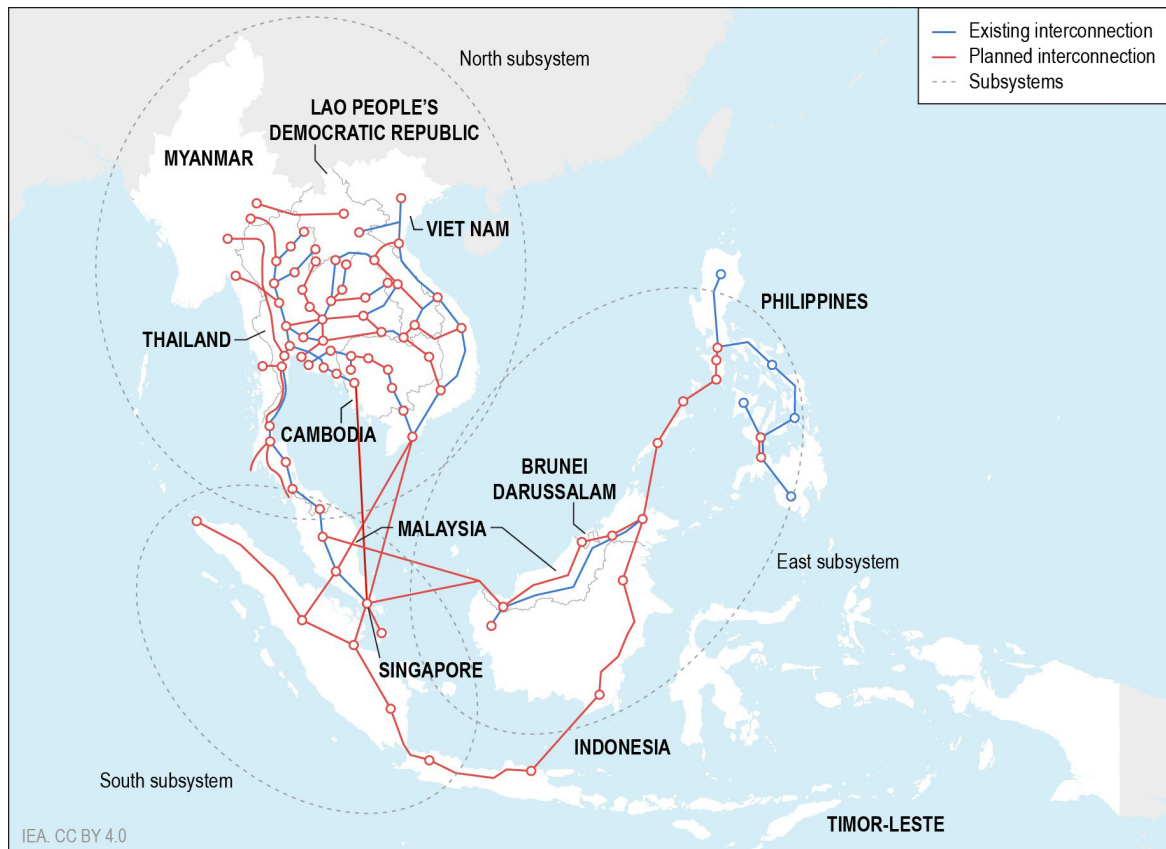 Existing interconnection
Planned interconnection
Subsystems
North subsystem
LAO PEOPLE'S
DEMOCRATIC REPUBLIC
MYANMAR
VIET NAM
PHILIPPINES
THAILAND
CAMBODIA
BRUNEI
DARUSSALAM
MALAYSIA
East subsystem
SINGAPORE
INDONESIA
South subsystem
TIMOR-LESTE
IEA. CC BY 4.0